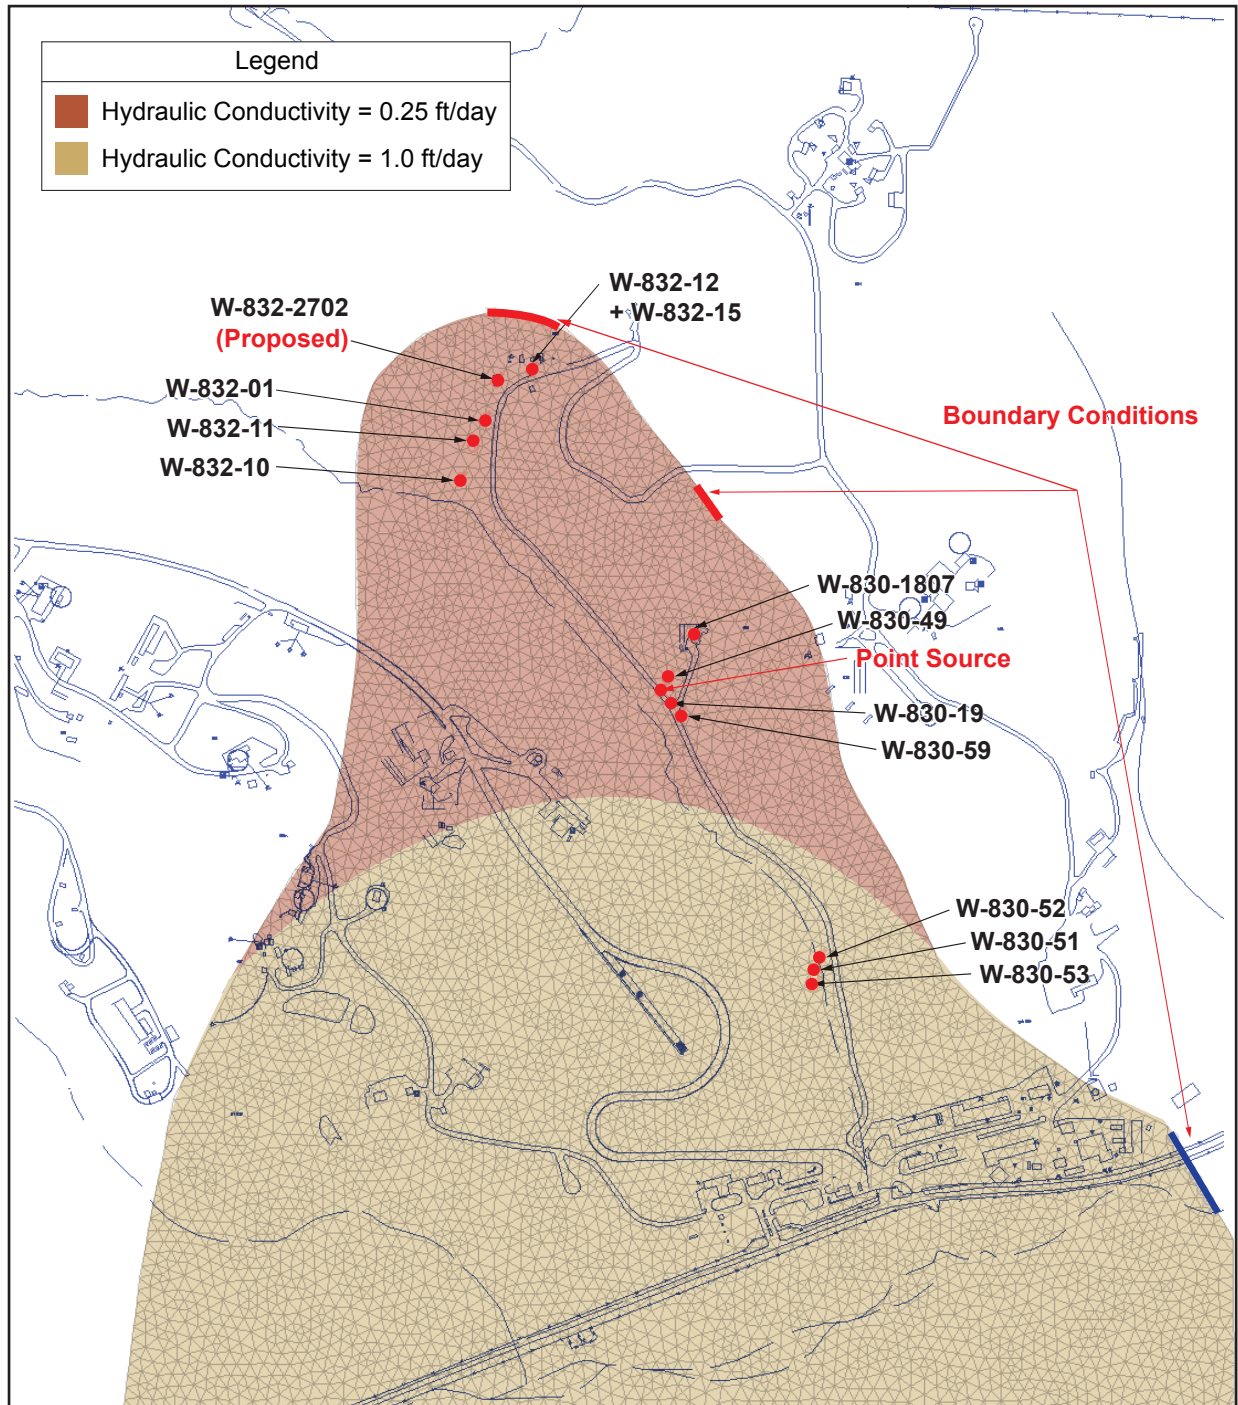 Legend
Hydraulic Conductivity = 0.25 ft/day
Hydraulic Conductivity = 1.0 ft/day
W-832-12
+ W-832-15
W-832-2702
(Proposed)
W-832-01
W-832-11
W-832-10
Boundary Conditions
W-830-1807
W-830-49
Point Source
W-830-19
W-830-59
W-830-52
W-830-51
W-830-53